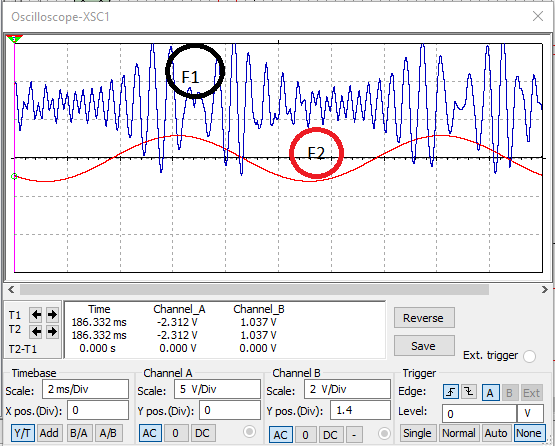 Oscilloscope-XSC1
F1
F2
T1
T2
T2-T1
Time Channel_A Channel_B
186.332 ms -2.312 V 1.037 V
186.332 ms -2.312 V 1.037 V
0.000 s 0.000 V 0.000 V
Reverse
Save
Ext. trigger
Timebase
Scale: 2 ms/Div
X pos.(Div): 0
Y/T Add B/A A/B
Channel A
Scale: 5 V/Div
Y pos.(Div): 0
AC 0 DC
Channel B
Scale: 2 V/Div
Y pos.(Div): 1.4
AC 0 DC -
Trigger
Edge: A B Ext
Level: 0 V
Single Normal Auto None